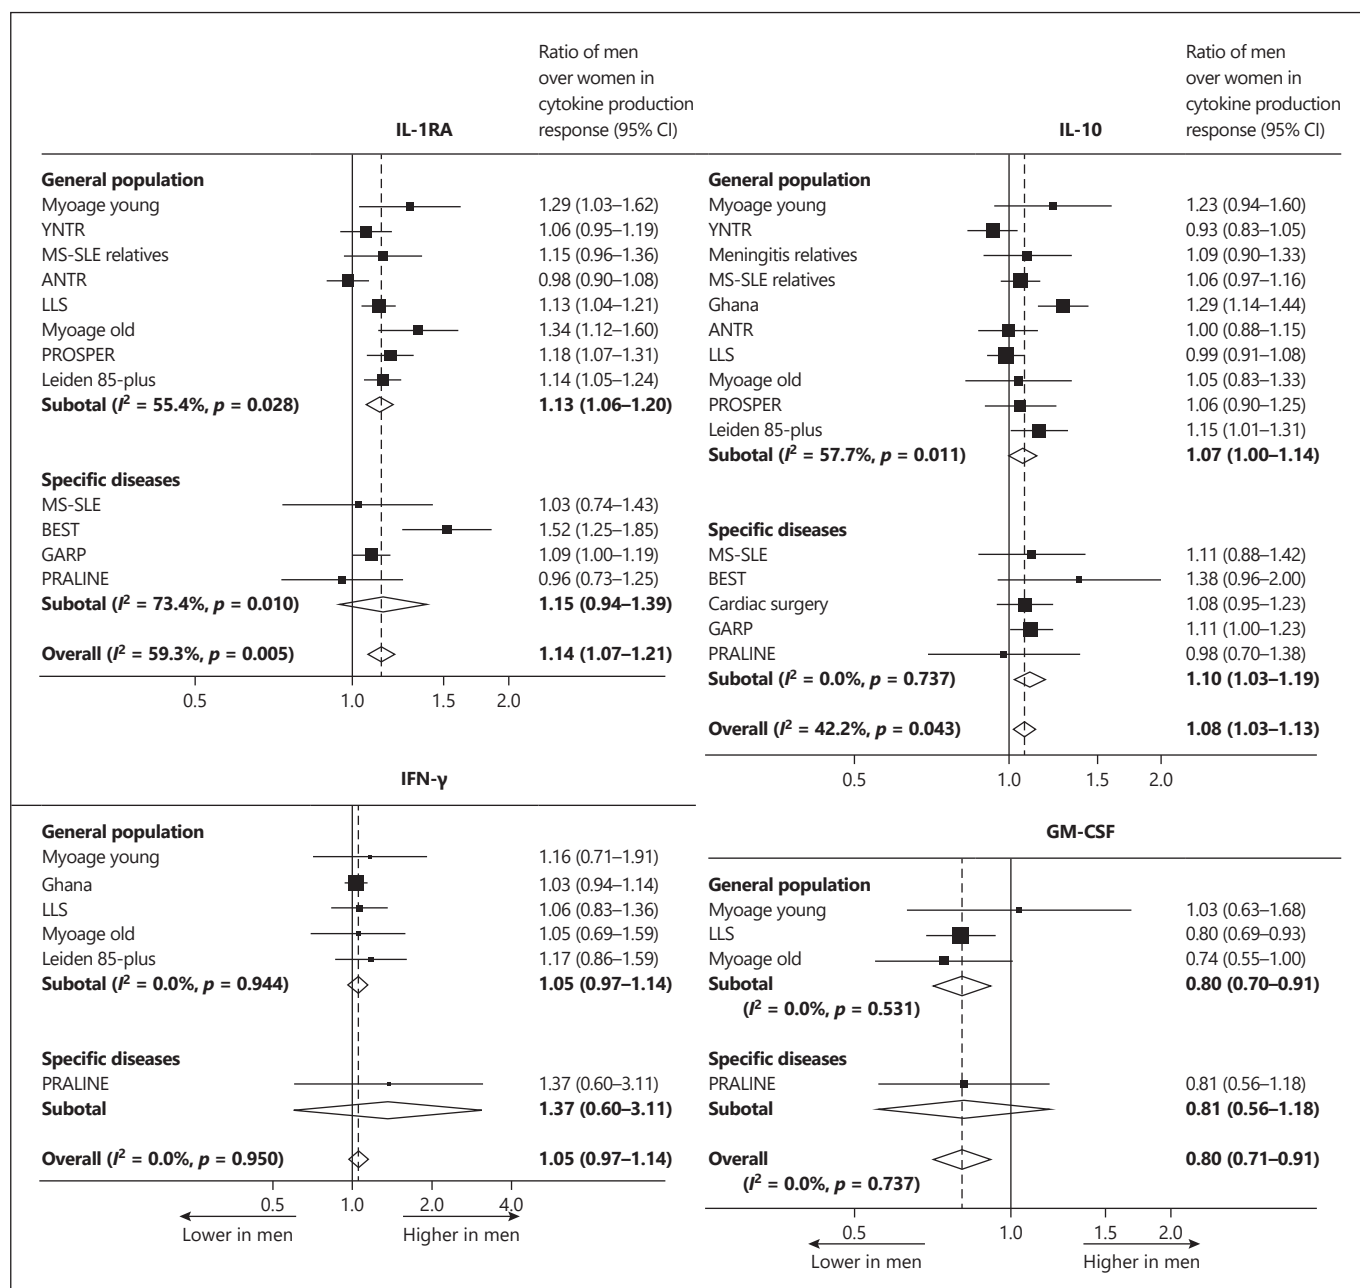 Ratio of men
over women in
cytokine production
IL-1RA response (95% CI)
General population
Myoage young 1.29 (1.03–1.62)
YNTR 1.06 (0.95–1.19)
MS-SLE relatives 1.15 (0.96–1.36)
ANTR 0.98 (0.90–1.08)
LLS 1.13 (1.04–1.21)
Myoage old 1.34 (1.12–1.60)
PROSPER 1.18 (1.07–1.31)
Leiden 85-plus 1.14 (1.05–1.24)
Subotal (I² = 55.4%, p = 0.028) 1.13 (1.06–1.20)
Specific diseases
MS-SLE 1.03 (0.74–1.43)
BEST 1.52 (1.25–1.85)
GARP 1.09 (1.00–1.19)
PRALINE 0.96 (0.73–1.25)
Subotal (I² = 73.4%, p = 0.010) 1.15 (0.94–1.39)
Overall (I² = 59.3%, p = 0.005) 1.14 (1.07–1.21)
0.5 1.0 1.5 2.0
Ratio of men
over women in
cytokine production
IL-10 response (95% CI)
General population
Myoage young 1.23 (0.94–1.60)
YNTR 0.93 (0.83–1.05)
Meningitis relatives 1.09 (0.90–1.33)
MS-SLE relatives 1.06 (0.97–1.16)
Ghana 1.29 (1.14–1.44)
ANTR 1.00 (0.88–1.15)
LLS 0.99 (0.91–1.08)
Myoage old 1.05 (0.83–1.33)
PROSPER 1.06 (0.90–1.25)
Leiden 85-plus 1.15 (1.01–1.31)
Subotal (I² = 57.7%, p = 0.011) 1.07 (1.00–1.14)
Specific diseases
MS-SLE 1.11 (0.88–1.42)
BEST 1.38 (0.96–2.00)
Cardiac surgery 1.08 (0.95–1.23)
GARP 1.11 (1.00–1.23)
PRALINE 0.98 (0.70–1.38)
Subotal (I² = 0.0%, p = 0.737) 1.10 (1.03–1.19)
Overall (I² = 42.2%, p = 0.043) 1.08 (1.03–1.13)
0.5 1.0 1.5 2.0
IFN-γ
General population
Myoage young 1.16 (0.71–1.91)
Ghana 1.03 (0.94–1.14)
LLS 1.06 (0.83–1.36)
Myoage old 1.05 (0.69–1.59)
Leiden 85-plus 1.17 (0.86–1.59)
Subotal (I² = 0.0%, p = 0.944) 1.05 (0.97–1.14)
Specific diseases
PRALINE 1.37 (0.60–3.11)
Subotal 1.37 (0.60–3.11)
Overall (I² = 0.0%, p = 0.950) 1.05 (0.97–1.14)
0.5 1.0 2.0 4.0
Lower in men Higher in men
GM-CSF
General population
Myoage young 1.03 (0.63–1.68)
LLS 0.80 (0.69–0.93)
Myoage old 0.74 (0.55–1.00)
Subotal 0.80 (0.70–0.91)
(I² = 0.0%, p = 0.531)
Specific diseases
PRALINE 0.81 (0.56–1.18)
Subotal 0.81 (0.56–1.18)
Overall 0.80 (0.71–0.91)
(I² = 0.0%, p = 0.737)
0.5 1.0 1.5 2.0
Lower in men Higher in men